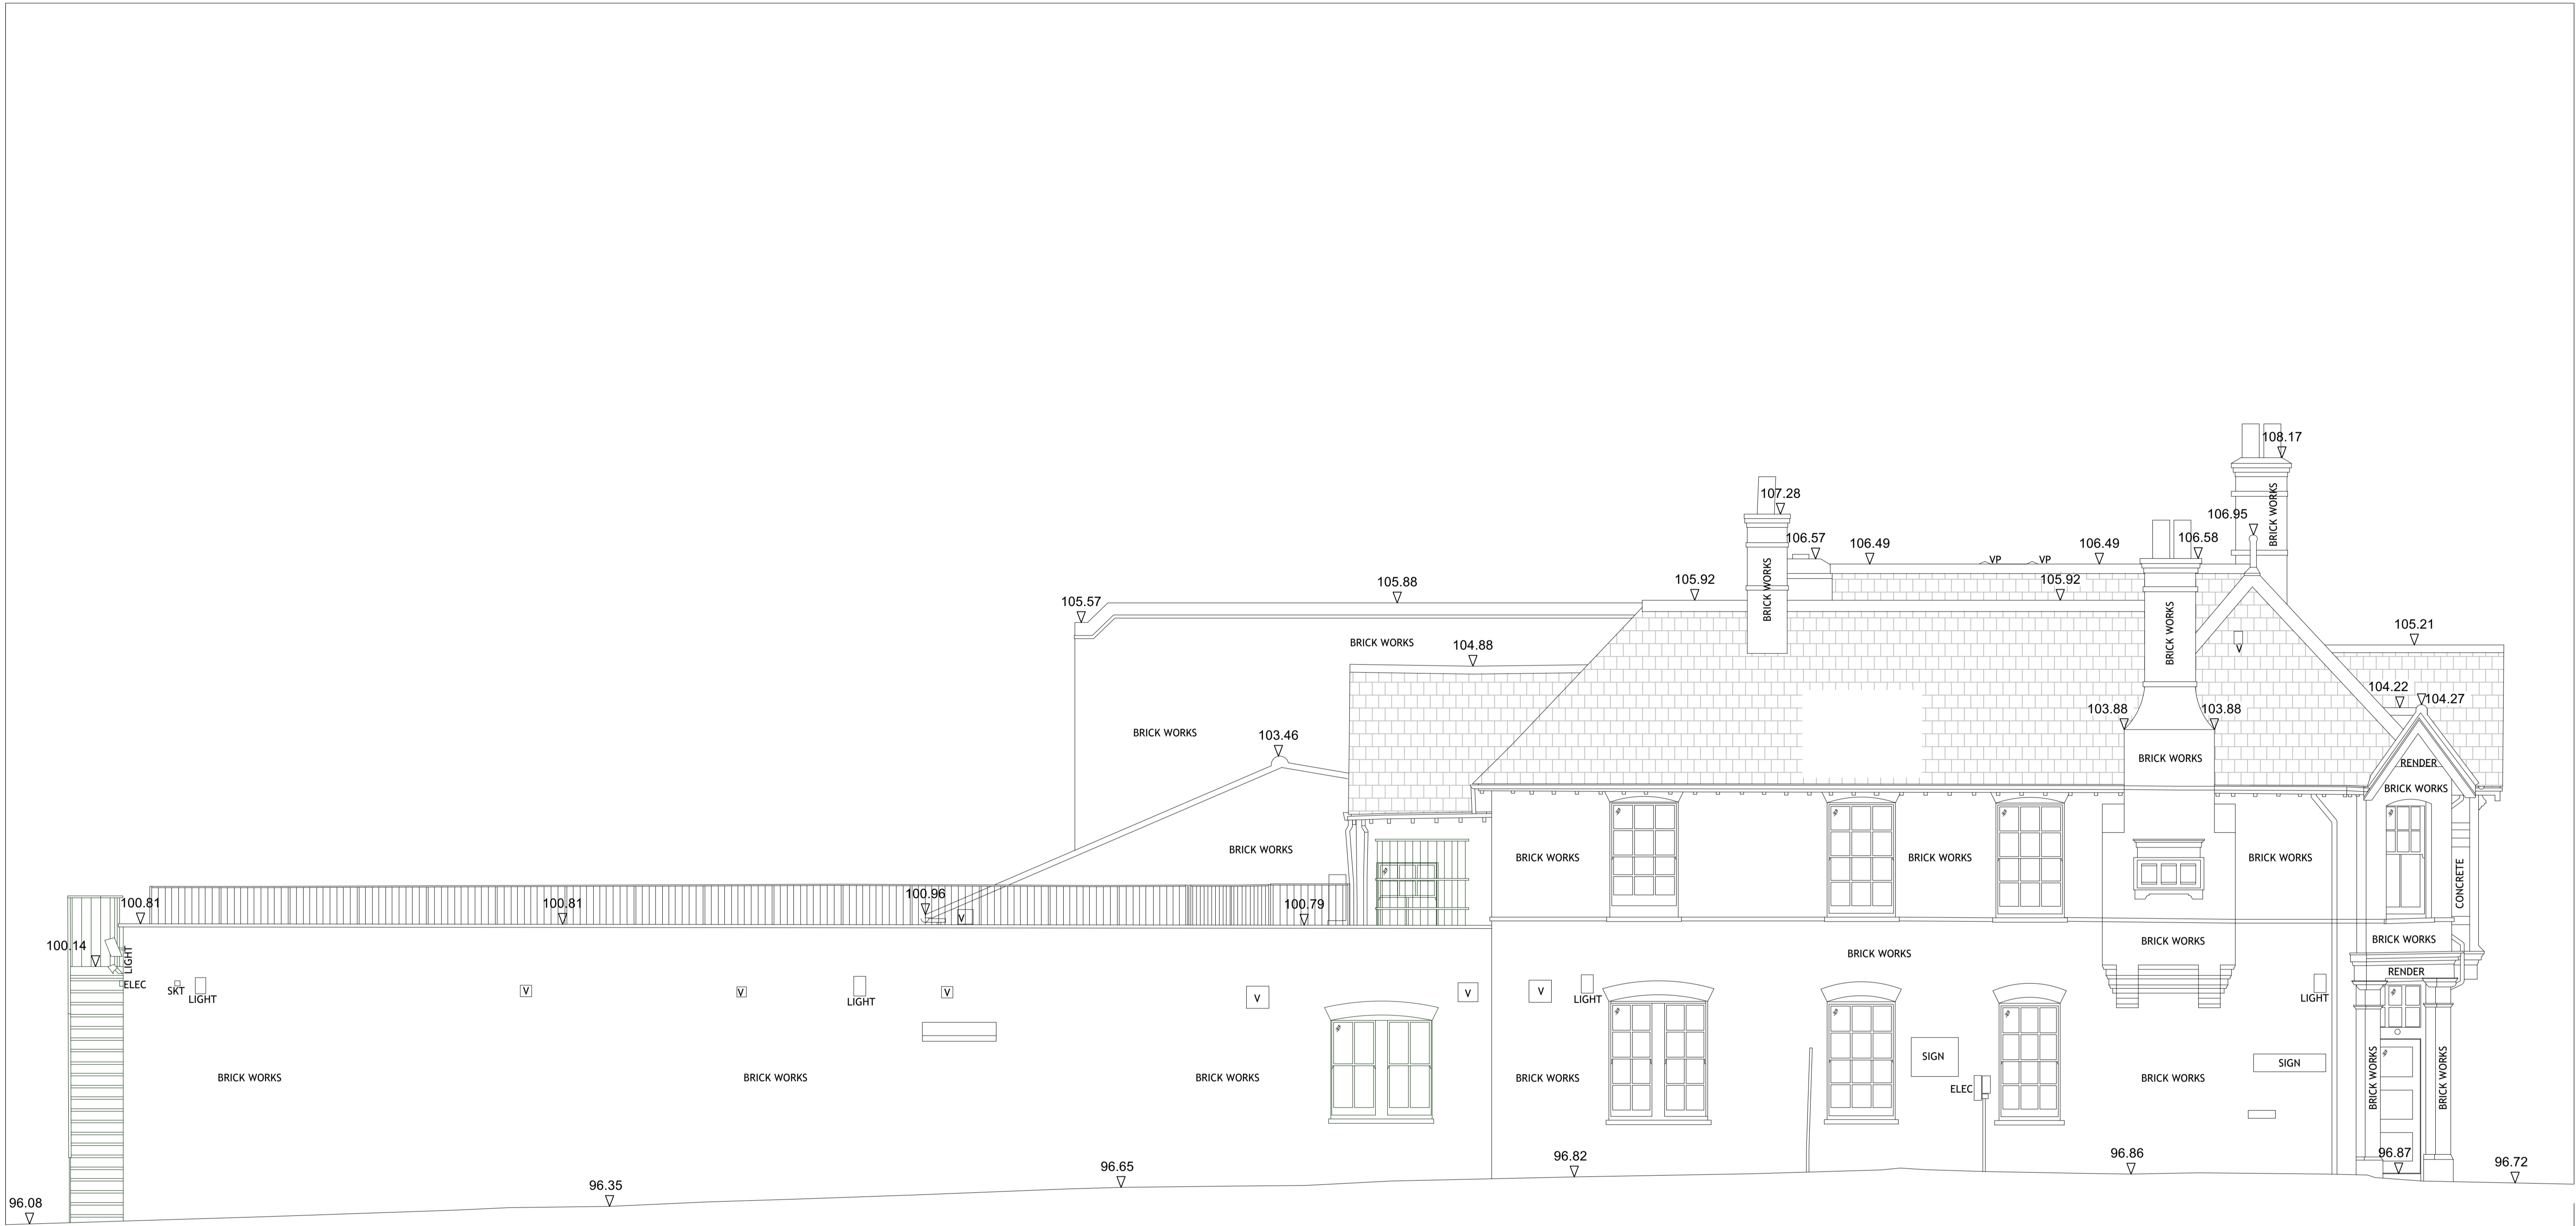 108.17
107.28
106.95
BRICK WORKS
106.57
106.49
VP
VP
106.49
106.58
105.92
105.92
BRICK WORKS
105.88
105.57
BRICK WORKS
105.21
BRICK WORKS
104.88
V
104.22
104.27
103.88
103.88
BRICK WORKS
103.46
BRICK WORKS
RENDER
BRICK WORKS
BRICK WORKS
BRICK WORKS
BRICK WORKS
BRICK WORKS
CONCRETE
100.81
100.81
100.96
V
100.79
100.14
LIGHT
BRICK WORKS
BRICK WORKS
BRICK WORKS
RENDER
ELEC
SKT
LIGHT
V
V
LIGHT
V
V
V
V
LIGHT
LIGHT
SIGN
SIGN
BRICK WORKS
BRICK WORKS
BRICK WORKS
BRICK WORKS
ELEC
BRICK WORKS
BRICK WORKS
BRICK WORKS
96.82
96.86
96.87
96.72
96.65
96.35
96.08